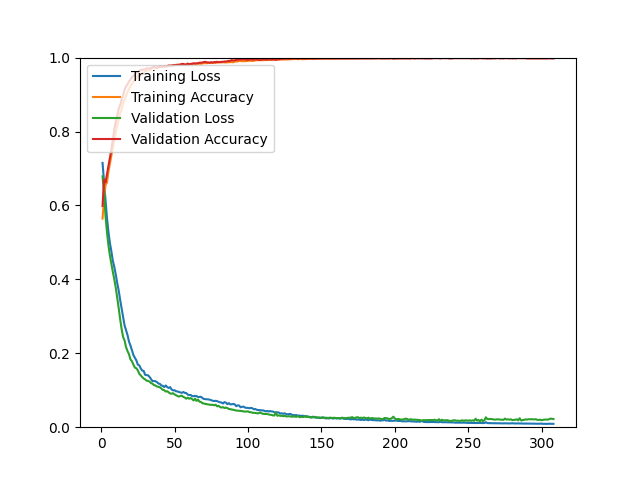 1.0
0.8
0.6
0.4
0.2
0.0
Training Loss
Training Accuracy
Validation Loss
Validation Accuracy
0 50 100 150 200 250 300